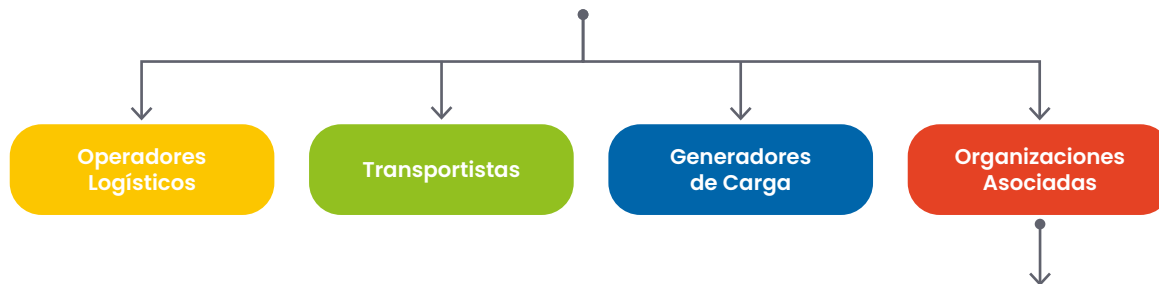 Operadores
Logísticos
Transportistas
Generadores
de Carga
Organizaciones
Asociadas